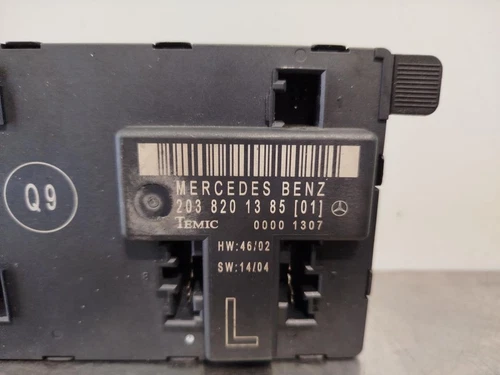 Q9
MERCEDES BENZ
203 820 13 85 [01]
TEMIC 0000 1307
HW:46/02
SW:14/04
L